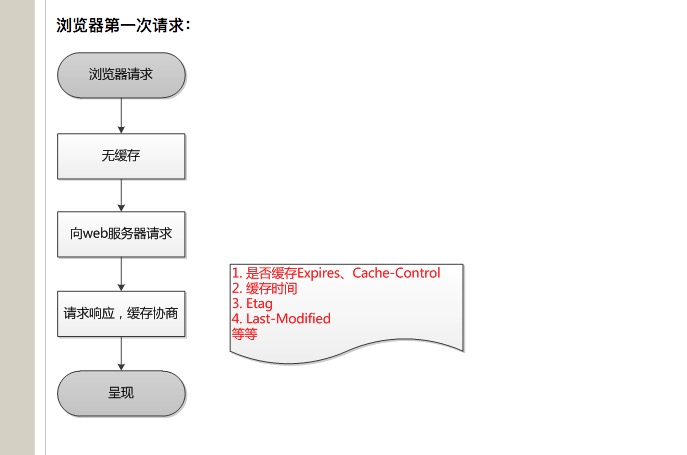 浏览器第一次请求：
浏览器请求
无缓存
向web服务器请求
请求响应，缓存协商
呈现
1. 是否缓存Expires、Cache-Control
2. 缓存时间
3. Etag
4. Last-Modified
等等